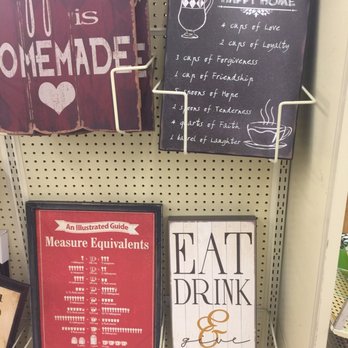 is
OMEMADE
HAPPY HOME
4 cups of Love
2 cups of Loyalty
3 cups of Forgiveness
1 cup of Friendship
spoons of Hope
spoons of Tenderness
4 quarts of Faith
1 barrel of Laughter
An Illustrated Guide
Measure Equivalents
EAT
DRINK
&
give